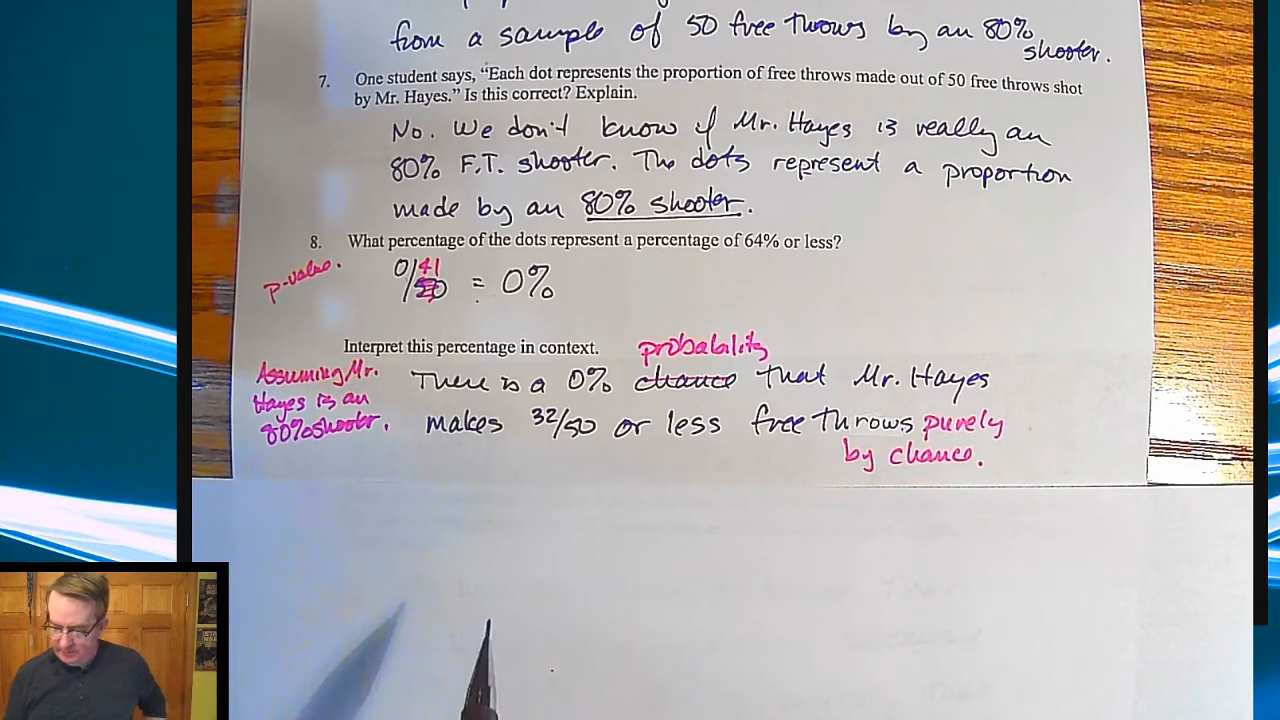 from a sample of 50 free throws by an 80%
shooter.
7. One student says, "Each dot represents the proportion of free throws made out of 50 free throws shot
by Mr. Hayes." Is this correct? Explain.
No. We don't know if Mr. Hayes is really an
80% F.T. shooter. The dots represent a proportion
made by an 80% shooter.
8. What percentage of the dots represent a percentage of 64% or less?
p-value.
0/50 41 = 0%
Interpret this percentage in context.
probability
Assuming Mr.
Hayes is an
80% shooter.
There is a 0% chance that Mr. Hayes
makes 32/50 or less free throws purely
by chance.